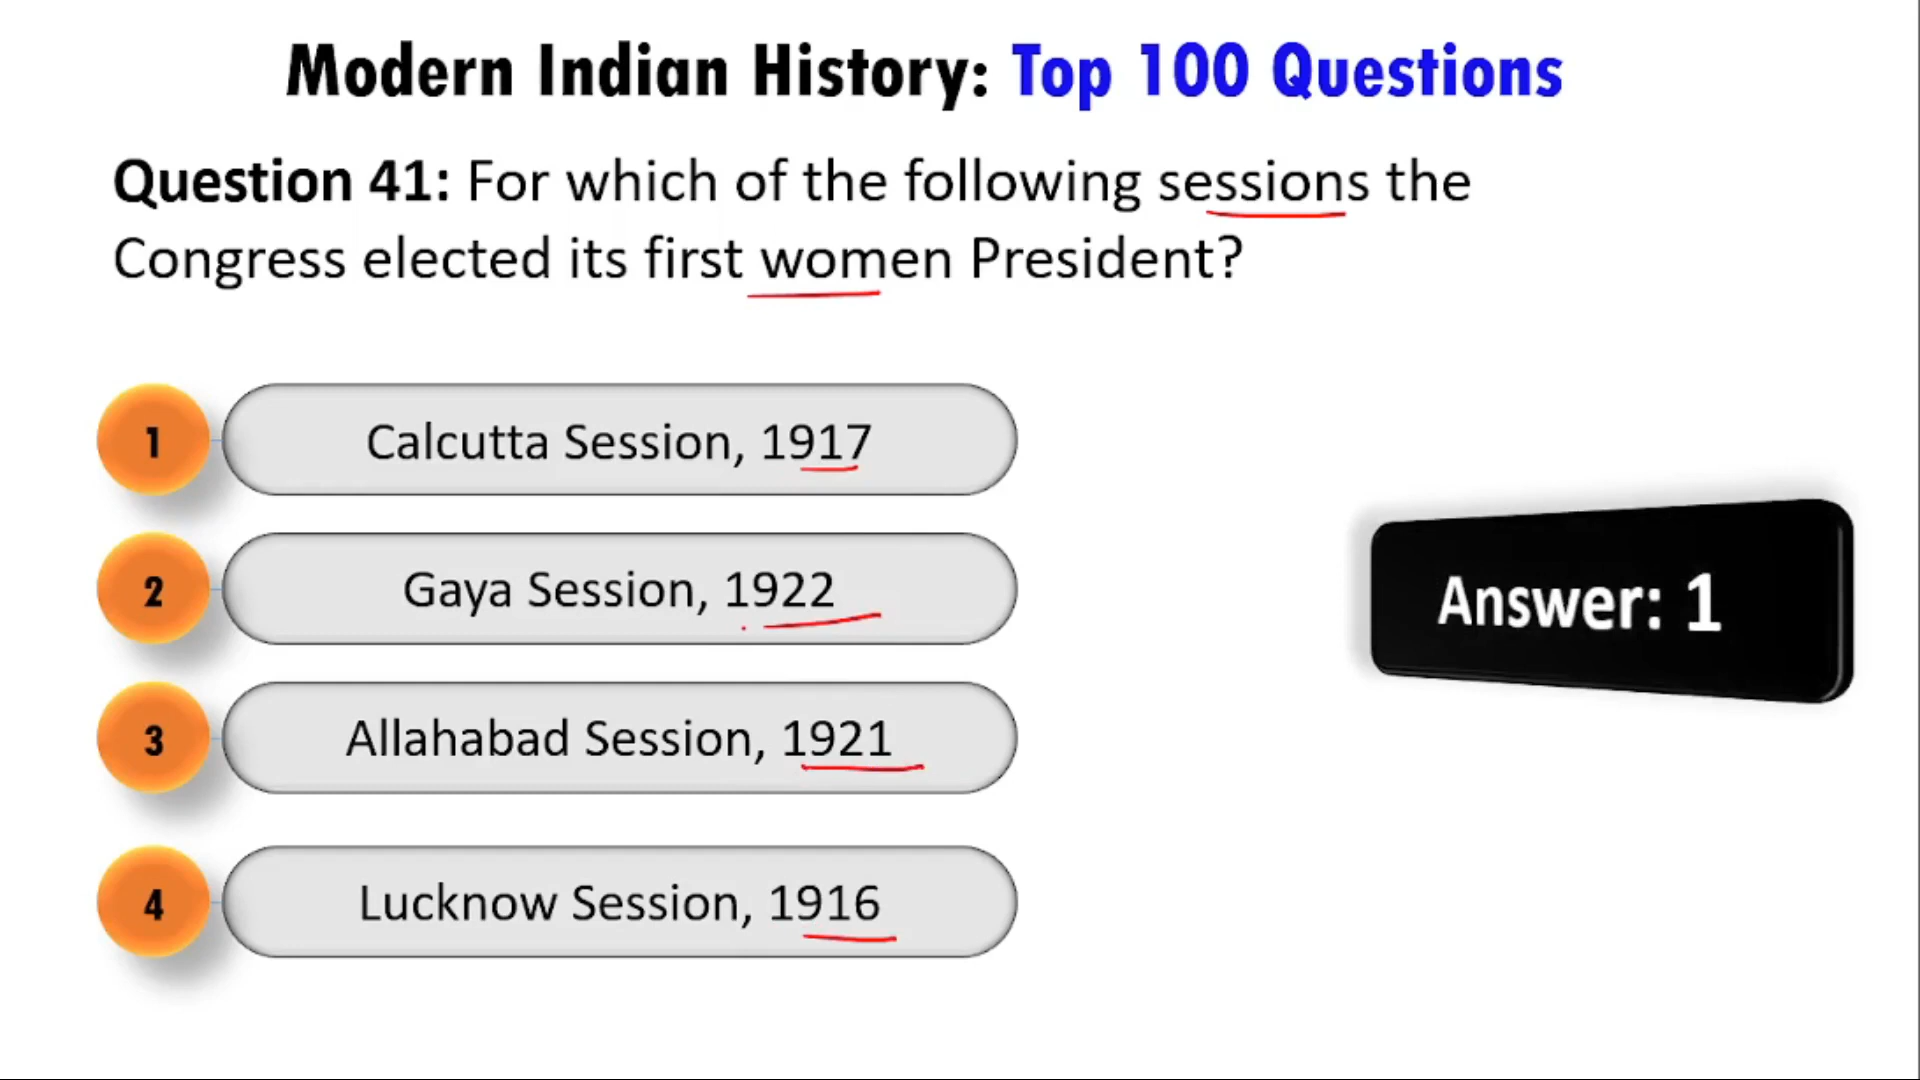 Modern Indian History: Top 100 Questions
Question 41: For which of the following sessions the
Congress elected its first women President?
1 Calcutta Session, 1917
2 Gaya Session, 1922
3 Allahabad Session, 1921
4 Lucknow Session, 1916
Answer: 1